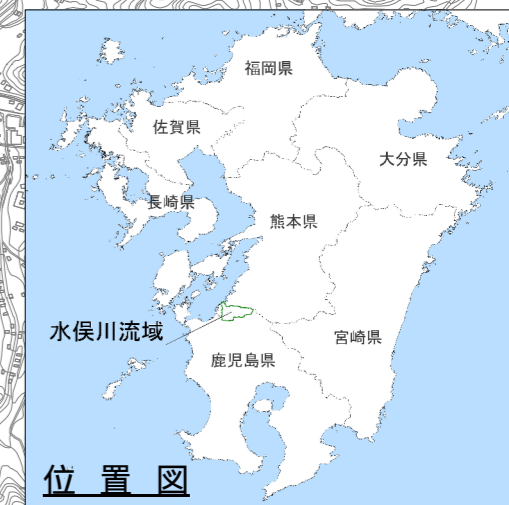 福岡県
佐賀県
大分県
長崎県
熊本県
水俣川流域
宮崎県
鹿児島県
位置図